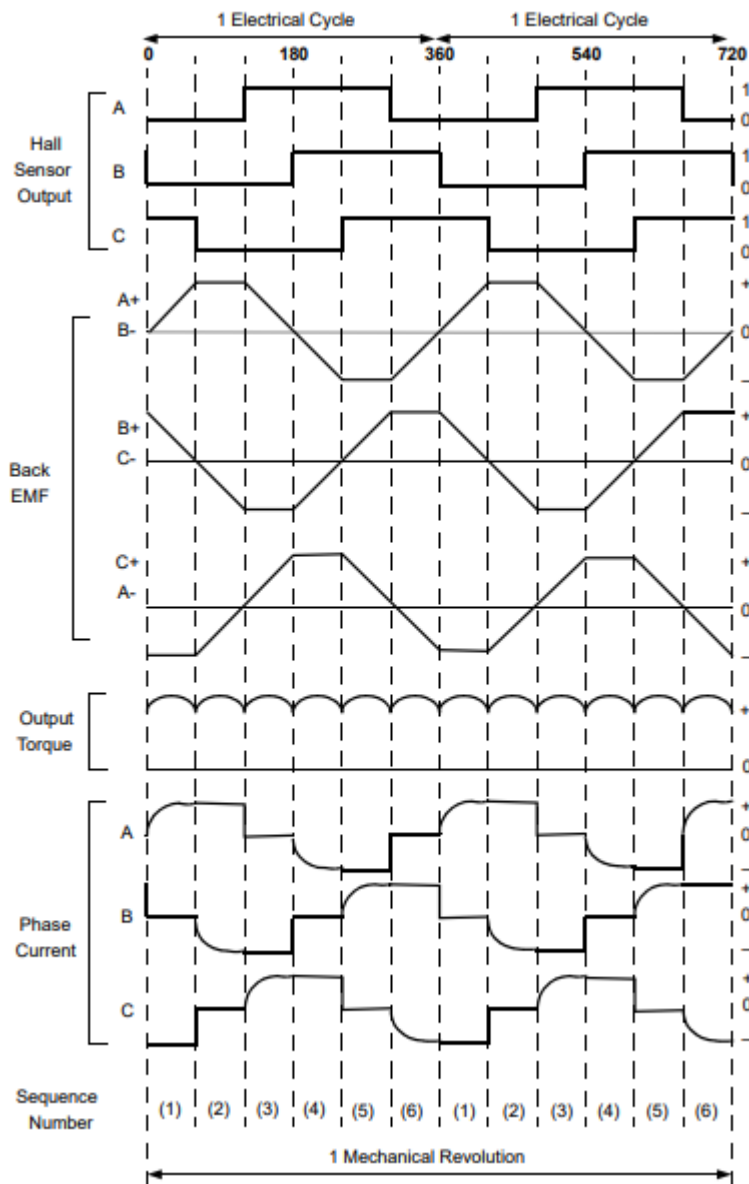 1 Electrical Cycle 1 Electrical Cycle
0 180 360 540 720
A 1
0
Hall
Sensor
Output
B 1
0
C 1
0
A+ +
B- 0
–
Back
EMF
B+ +
C- 0
–
C+ +
A- 0
–
Output
Torque
+
0
Phase
Current
A +
0
–
B +
0
–
C +
0
–
Sequence
Number
(1) (2) (3) (4) (5) (6) (1) (2) (3) (4) (5) (6)
1 Mechanical Revolution